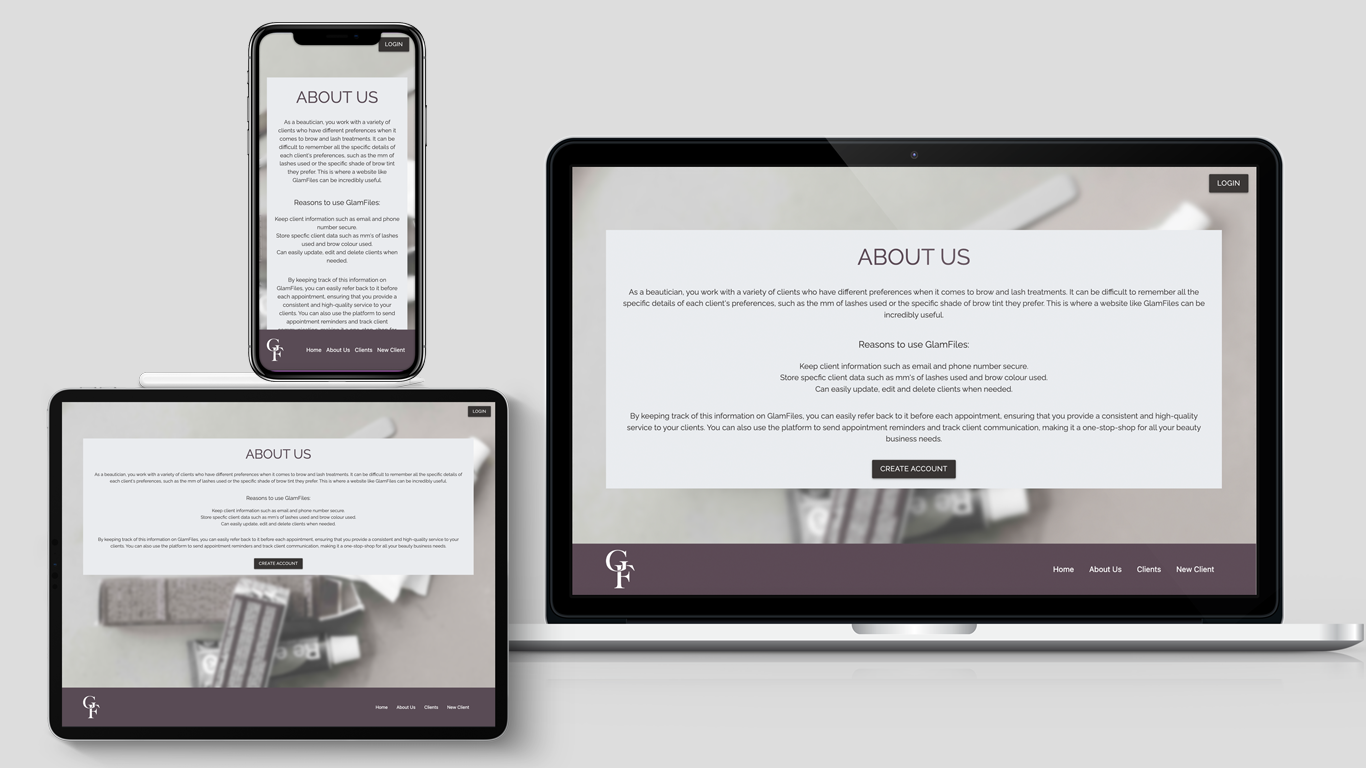 LOGIN
ABOUT US
As a beautician, you work with a variety of
clients who have different preferences when it
comes to brow and lash treatments. It can be
difficult to remember all the specific details of
each client's preferences, such as the mm of
lashes used or the specific shade of brow tint
they prefer. This is where a website like
GlamFiles can be incredibly useful.
Reasons to use GlamFiles:
Keep client information such as email and phone
number secure.
Store specfic client data such as mm's of lashes
used and brow colour used.
Can easily update, edit and delete clients when
needed.
By keeping track of this information on
GlamFiles, you can easily refer back to it before
each appointment, ensuring that you provide a
consistent and high-quality service to your
clients. You can also use the platform to send
appointment reminders and track client
GF
Home About Us Clients New Client
LOGIN
ABOUT US
As a beautician, you work with a variety of clients who have different preferences when it comes to brow and lash treatments. It can be difficult to remember all the
specific details of each client's preferences, such as the mm of lashes used or the specific shade of brow tint they prefer. This is where a website like GlamFiles can be
incredibly useful.
Reasons to use GlamFiles:
Keep client information such as email and phone number secure.
Store specfic client data such as mm's of lashes used and brow colour used.
Can easily update, edit and delete clients when needed.
By keeping track of this information on GlamFiles, you can easily refer back to it before each appointment, ensuring that you provide a consistent and high-quality
service to your clients. You can also use the platform to send appointment reminders and track client communication, making it a one-stop-shop for all your beauty
business needs.
CREATE ACCOUNT
GF
Home About Us Clients New Client
LOGIN
ABOUT US
As a beautician, you work with a variety of clients who have different preferences when it comes to brow and lash treatments. It can be difficult to remember all the specific details of
each client's preferences, such as the mm of lashes used or the specific shade of brow tint they prefer. This is where a website like GlamFiles can be incredibly useful.
Reasons to use GlamFiles:
Keep client information such as email and phone number secure.
Store specfic client data such as mm's of lashes used and brow colour used.
Can easily update, edit and delete clients when needed.
By keeping track of this information on GlamFiles, you can easily refer back to it before each appointment, ensuring that you provide a consistent and high-quality service to your
clients. You can also use the platform to send appointment reminders and track client communication, making it a one-stop-shop for all your beauty business needs.
CREATE ACCOUNT
GF
Home About Us Clients New Client